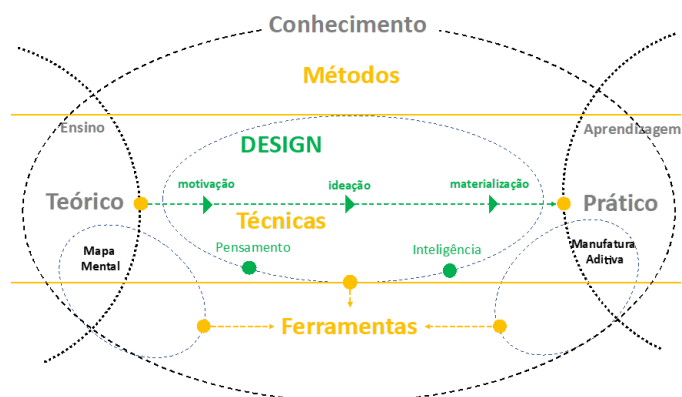 Conhecimento
Métodos
Ensino
Aprendizagem
DESIGN
motivação
ideação
materialização
Teórico
Prático
Técnicas
Mapa
Mental
Pensamento
Inteligência
Manufatura
Aditiva
Ferramentas